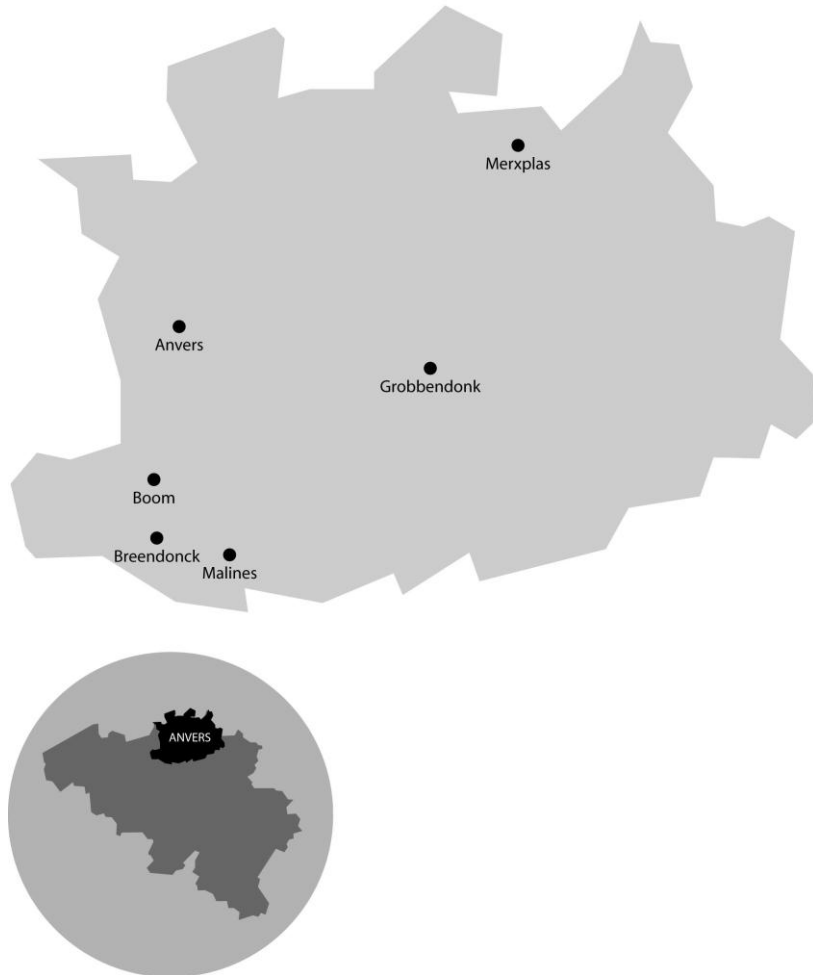 Merxplas
Anvers
Grobbendonk
Boom
Breendonck
Malines
ANVERS